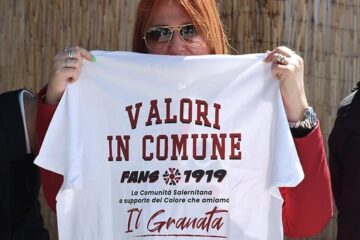 VALORI
IN COMUNE
FANS 1919
La Comunità Salernitana
a supporto del Colore che amiamo
Il Granata